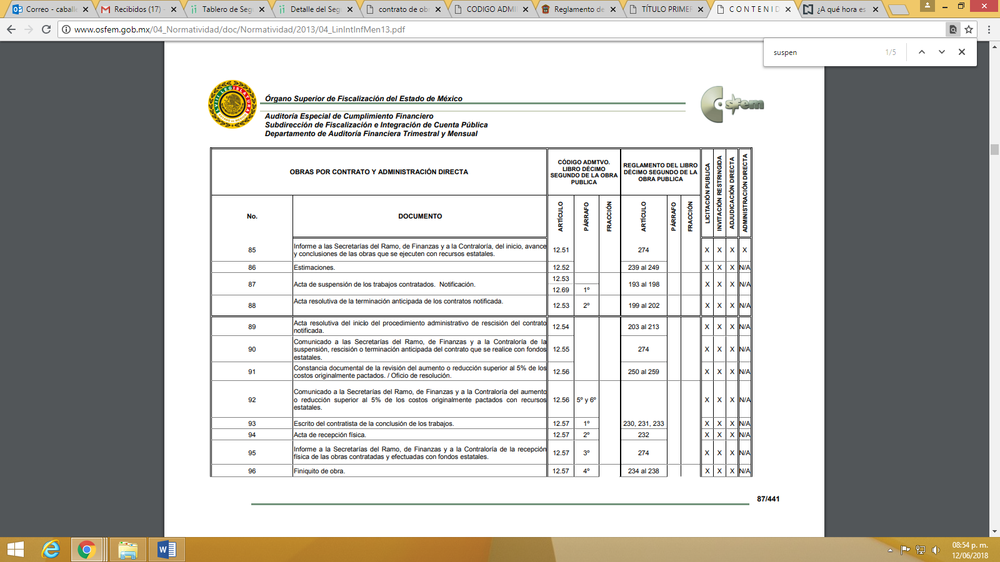 Correo - caball
Recibidos (17) -
Tablero de Seg
Detalle del Seg
contrato de ob
CODIGO ADMI
Reglamento de
TÍTULO PRIMER
C O N T E N I D
¿A qué hora es
www.osfem.gob.mx/04_Normatividad/doc/Normatividad/2013/04_LinIntInfMen13.pdf
suspen 1/5
Órgano Superior de Fiscalización del Estado de México
Auditoría Especial de Cumplimiento Financiero
Subdirección de Fiscalización e Integración de Cuenta Pública
Departamento de Auditoría Financiera Trimestral y Mensual
LVIII LEGISLATURA
ESTADO DE MÉXICO
osfem
OBRAS POR CONTRATO Y ADMINISTRACIÓN DIRECTA
CÓDIGO ADMTVO.
LIBRO DÉCIMO
SEGUNDO DE LA OBRA
PUBLICA
REGLAMENTO DEL LIBRO
DÉCIMO SEGUNDO DE LA
OBRA PUBLICA
LICITACIÓN PUBLICA
INVITACIÓN RESTRINGIDA
ADJUDICACIÓN DIRECTA
ADMINISTRACIÓN DIRECTA
No.
DOCUMENTO
ARTÍCULO
PÁRRAFO
FRACCIÓN
ARTÍCULO
PÁRRAFO
FRACCIÓN
85 Informe a las Secretarías del Ramo, de Finanzas y a la Contraloría, del inicio, avance
y conclusiones de las obras que se ejecuten con recursos estatales. 12.51 274 X X X X
86 Estimaciones. 12.52 239 al 249 X X X N/A
87 Acta de suspensión de los trabajos contratados. Notificación. 12.53 193 al 198 X X X N/A
12.69 1º
88 Acta resolutiva de la terminación anticipada de los contratos notificada. 12.53 2º 199 al 202 X X X N/A
89 Acta resolutiva del inicio del procedimiento administrativo de rescisión del contrato
notificada. 12.54 203 al 213 X X X N/A
90 Comunicado a las Secretarías del Ramo, de Finanzas y a la Contraloría de la
suspensión, rescisión o terminación anticipada del contrato que se realice con fondos
estatales. 12.55 274 X X X N/A
91 Constancia documental de la revisión del aumento o reducción superior al 5% de los
costos originalmente pactados. / Oficio de resolución. 12.56 250 al 259 X X X N/A
92 Comunicado a la Secretarías del Ramo, de Finanzas y a la Contraloría del aumento
o reducción superior al 5% de los costos originalmente pactados con recursos
estatales. 12.56 5º y 6º X X X N/A
93 Escrito del contratista de la conclusión de los trabajos. 12.57 1º 230, 231, 233 X X X N/A
94 Acta de recepción física. 12.57 2º 232 X X X N/A
95 Informe a la Secretarías del Ramo, de Finanzas y a la Contraloría de la recepción
física de las obras contratadas y efectuadas con fondos estatales. 12.57 3º 274 X X X N/A
96 Finiquito de obra. 12.57 4º 234 al 238 X X X N/A
87/441
08:54 p. m.
12/06/2018